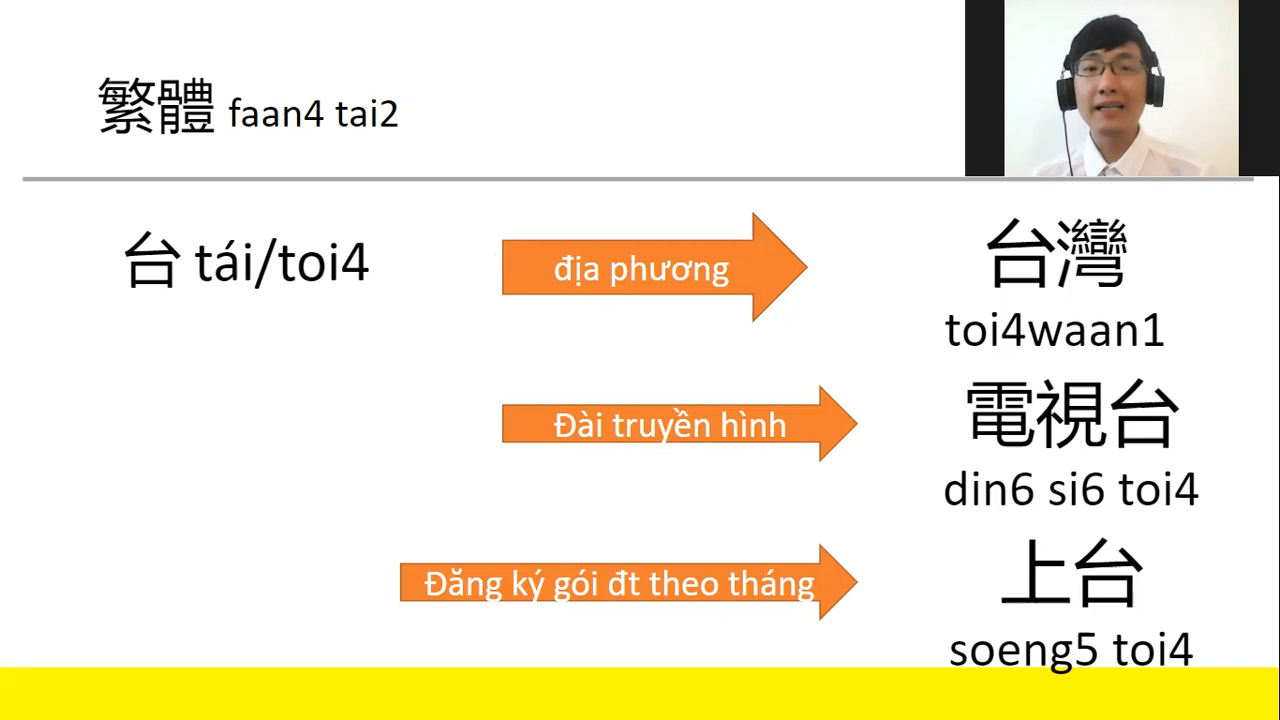 繁體 faan4 tai2
台 tái/toi4
địa phương
台灣
toi4waan1
Đài truyền hình
電視台
din6 si6 toi4
Đăng ký gói đt theo tháng
上台
soeng5 toi4